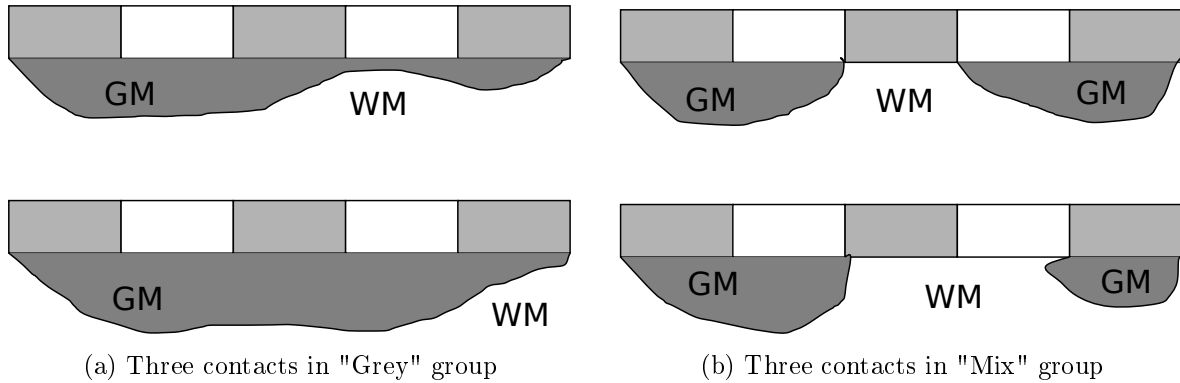 GM
WM
GM
WM
GM
GM
WM
GM
WM
GM
(a) Three contacts in "Grey" group
(b) Three contacts in "Mix" group